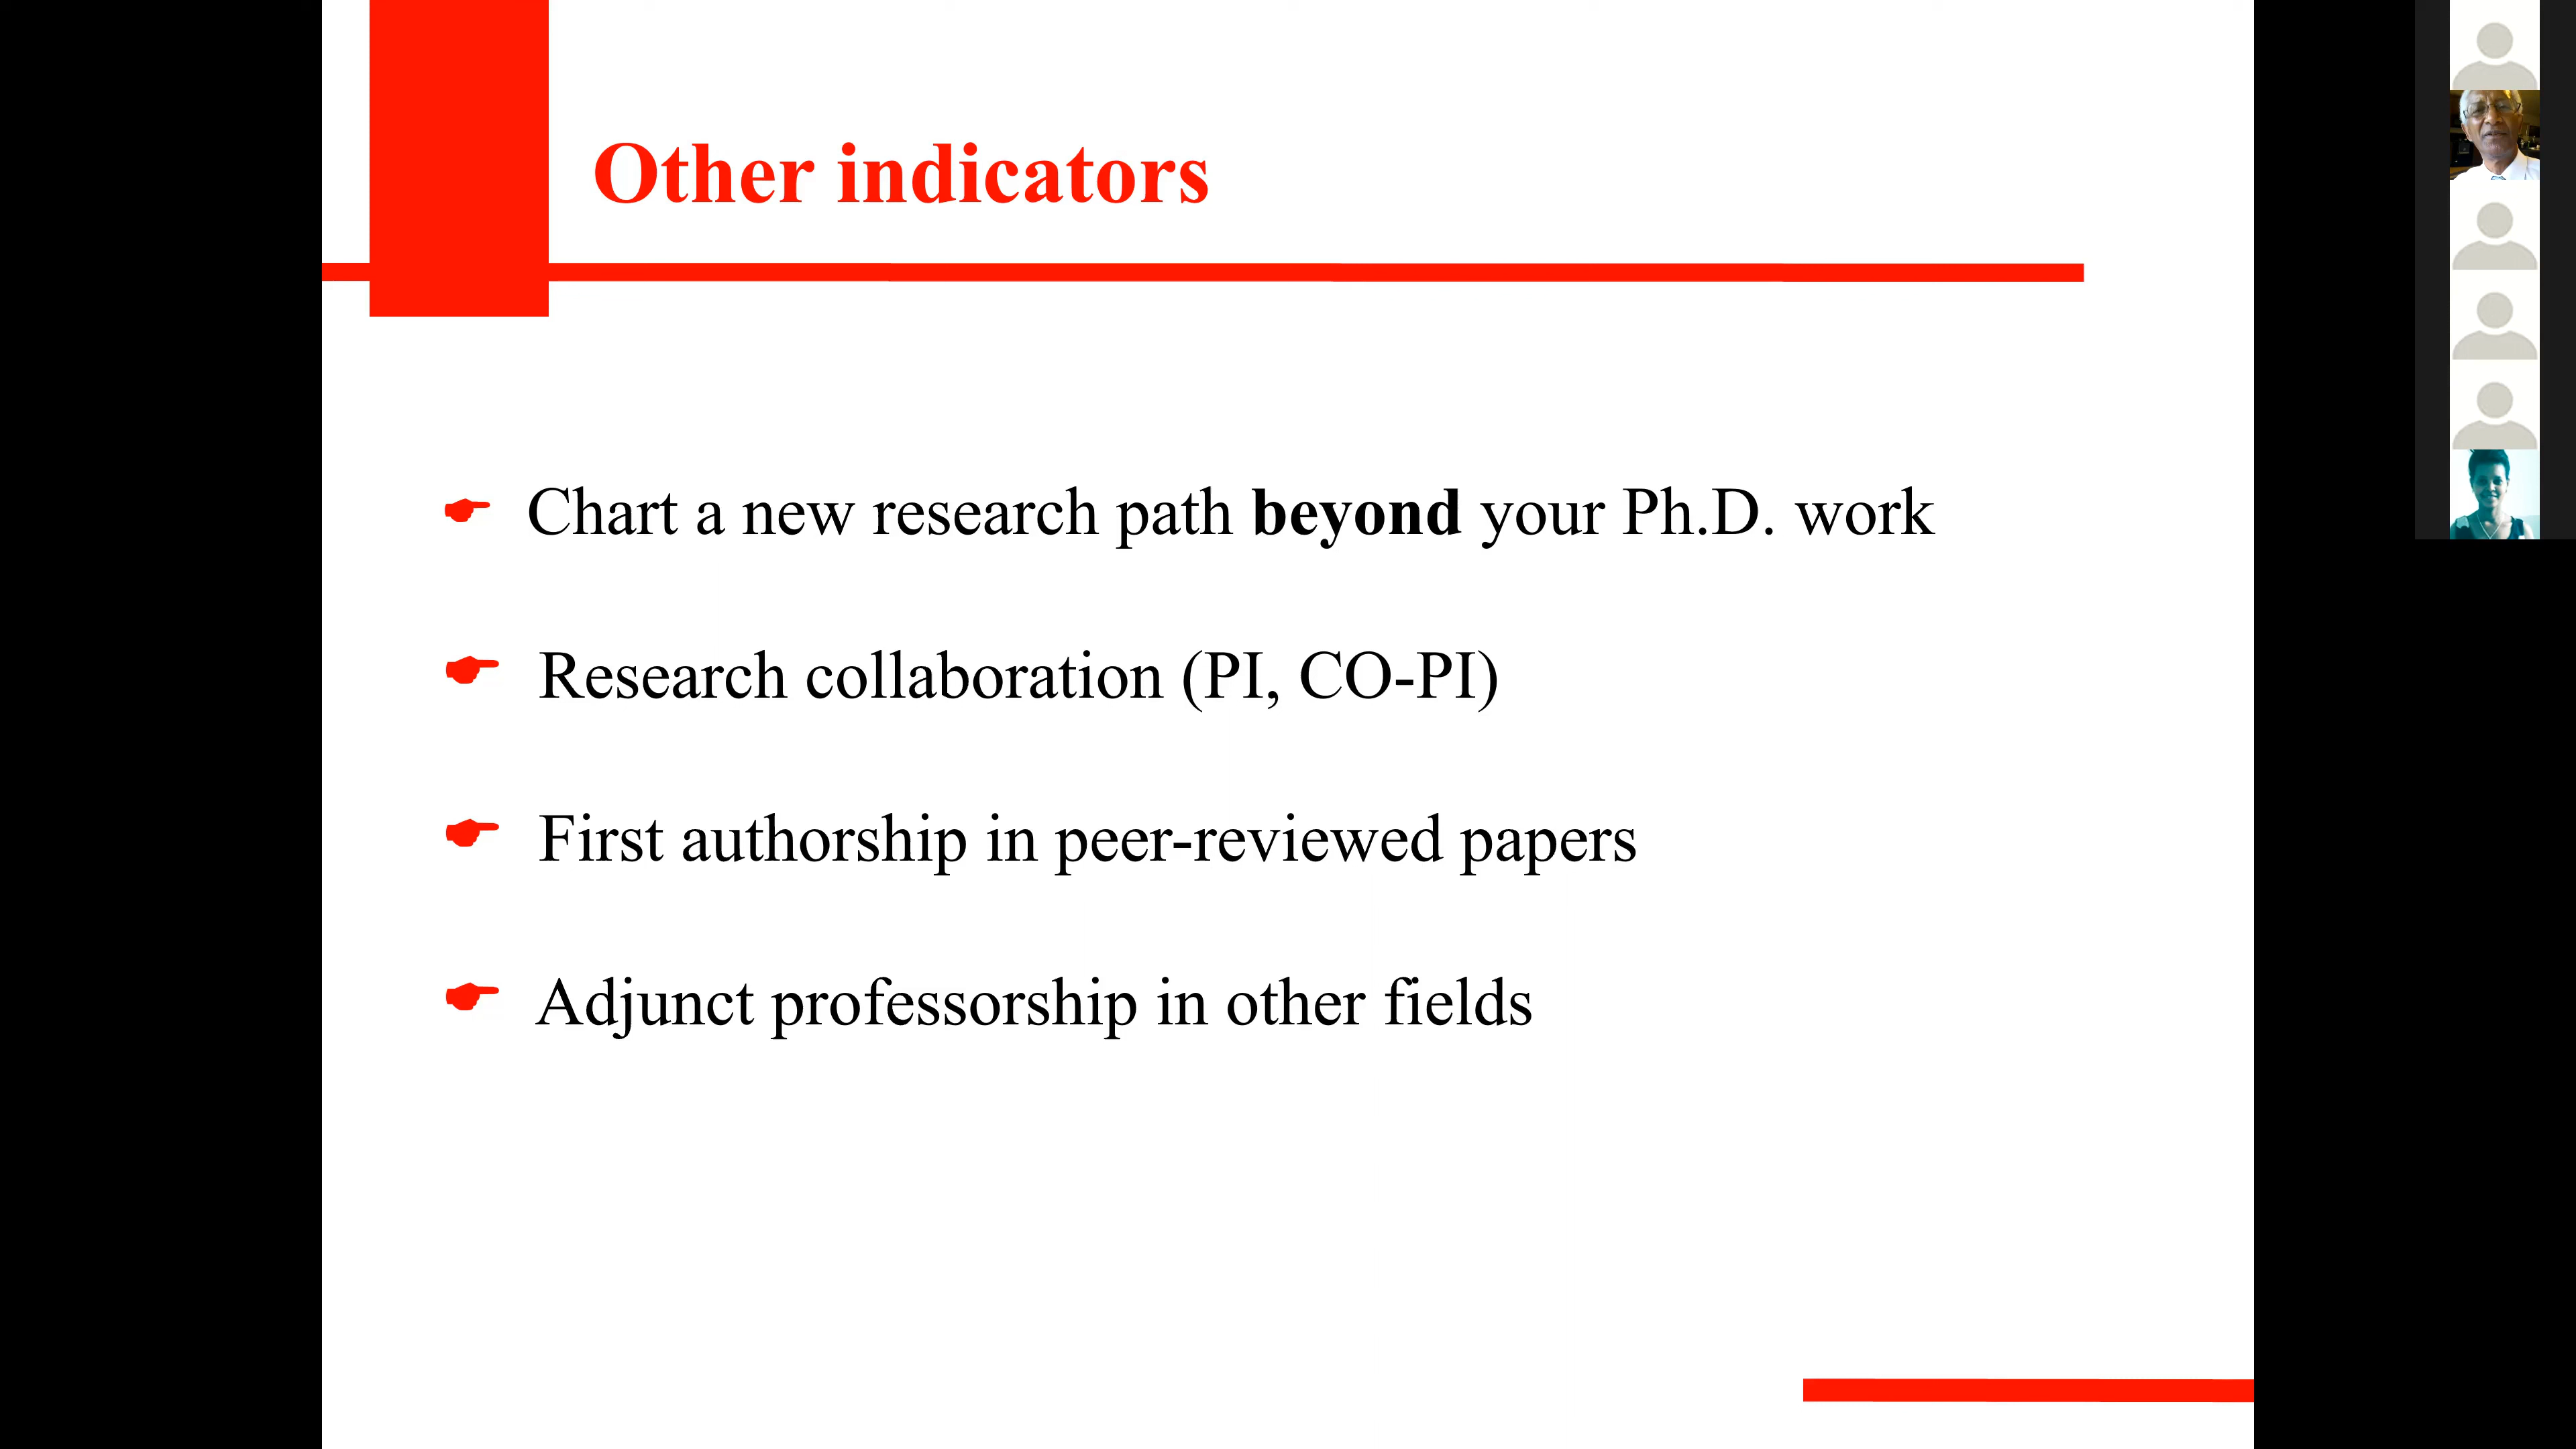 Other indicators
Chart a new research path beyond your Ph.D. work
Research collaboration (PI, CO-PI)
First authorship in peer-reviewed papers
Adjunct professorship in other fields